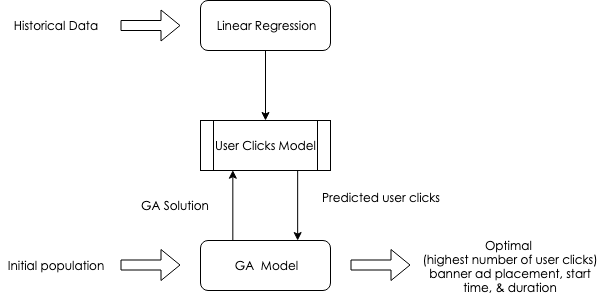 Historical Data
Linear Regression
User Clicks Model
GA Solution
Predicted user clicks
Initial population
GA Model
Optimal
(highest number of user clicks)
banner ad placement, start
time, & duration